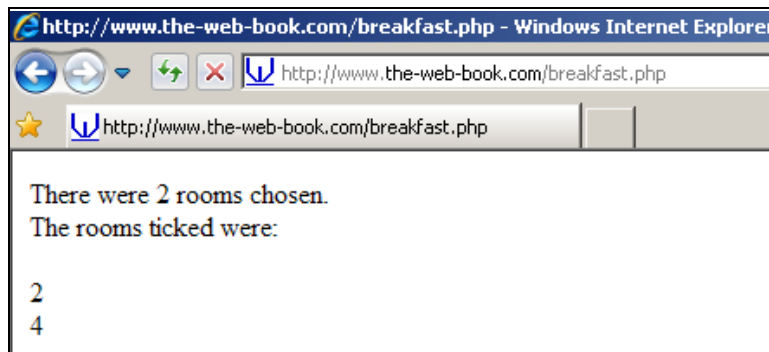 http://www.the-web-book.com/breakfast.php - Windows Internet Explorer
http://www.the-web-book.com/breakfast.php
http://www.the-web-book.com/breakfast.php
There were 2 rooms chosen.
The rooms ticked were:
2
4